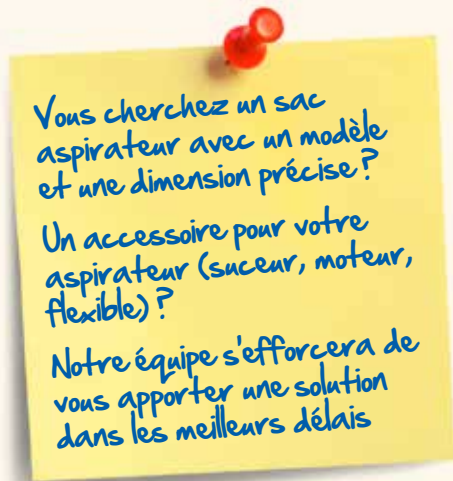 Vous cherchez un sac
aspirateur avec un modèle
et une dimension précise ?
Un accessoire pour votre
aspirateur (suceur, moteur,
flexible) ?
Notre équipe s'efforcera de
vous apporter une solution
dans les meilleurs délais